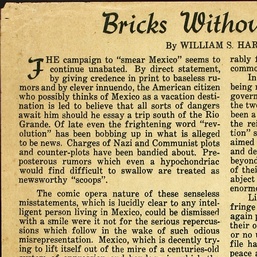 Bricks Withou
By WILLIAM S. HAR
THE campaign to "smear Mexico" seems to
continue unabated. By direct statement,
by giving credence in print to baseless ru-
mors and by clever innuendo, the American citizen
who possibly thinks of Mexico as a vacation desti-
nation is led to believe that all sorts of dangers
await him should he essay a trip south of the Rio
Grande. Of late even the frightening word "rev-
olution" has been bobbing up in what is alleged
to be news. Charges of Nazi and Communist plots
and counter-plots have been bandied about. Pre-
posterous rumors which even a hypochondriac
would find difficult to swallow are treated as
newsworthy "scoops".
The comic opera nature of these senseless
misstatements, which is lucidly clear to any intel-
ligent person living in Mexico, could be dismissed
with a smile were it not for the serious repercus-
sions which follow in the wake of such odious
misrepresentation. Mexico, which is decently try-
ing to lift itself out of the mire of a centuries-old
rably
commo
In
being
govern
the tw
been a
the rei
tion" s
aimed
and de
beyond
of thei
abject
enormo
Li
fringe
again p
their o
or no t
file ha
peace a